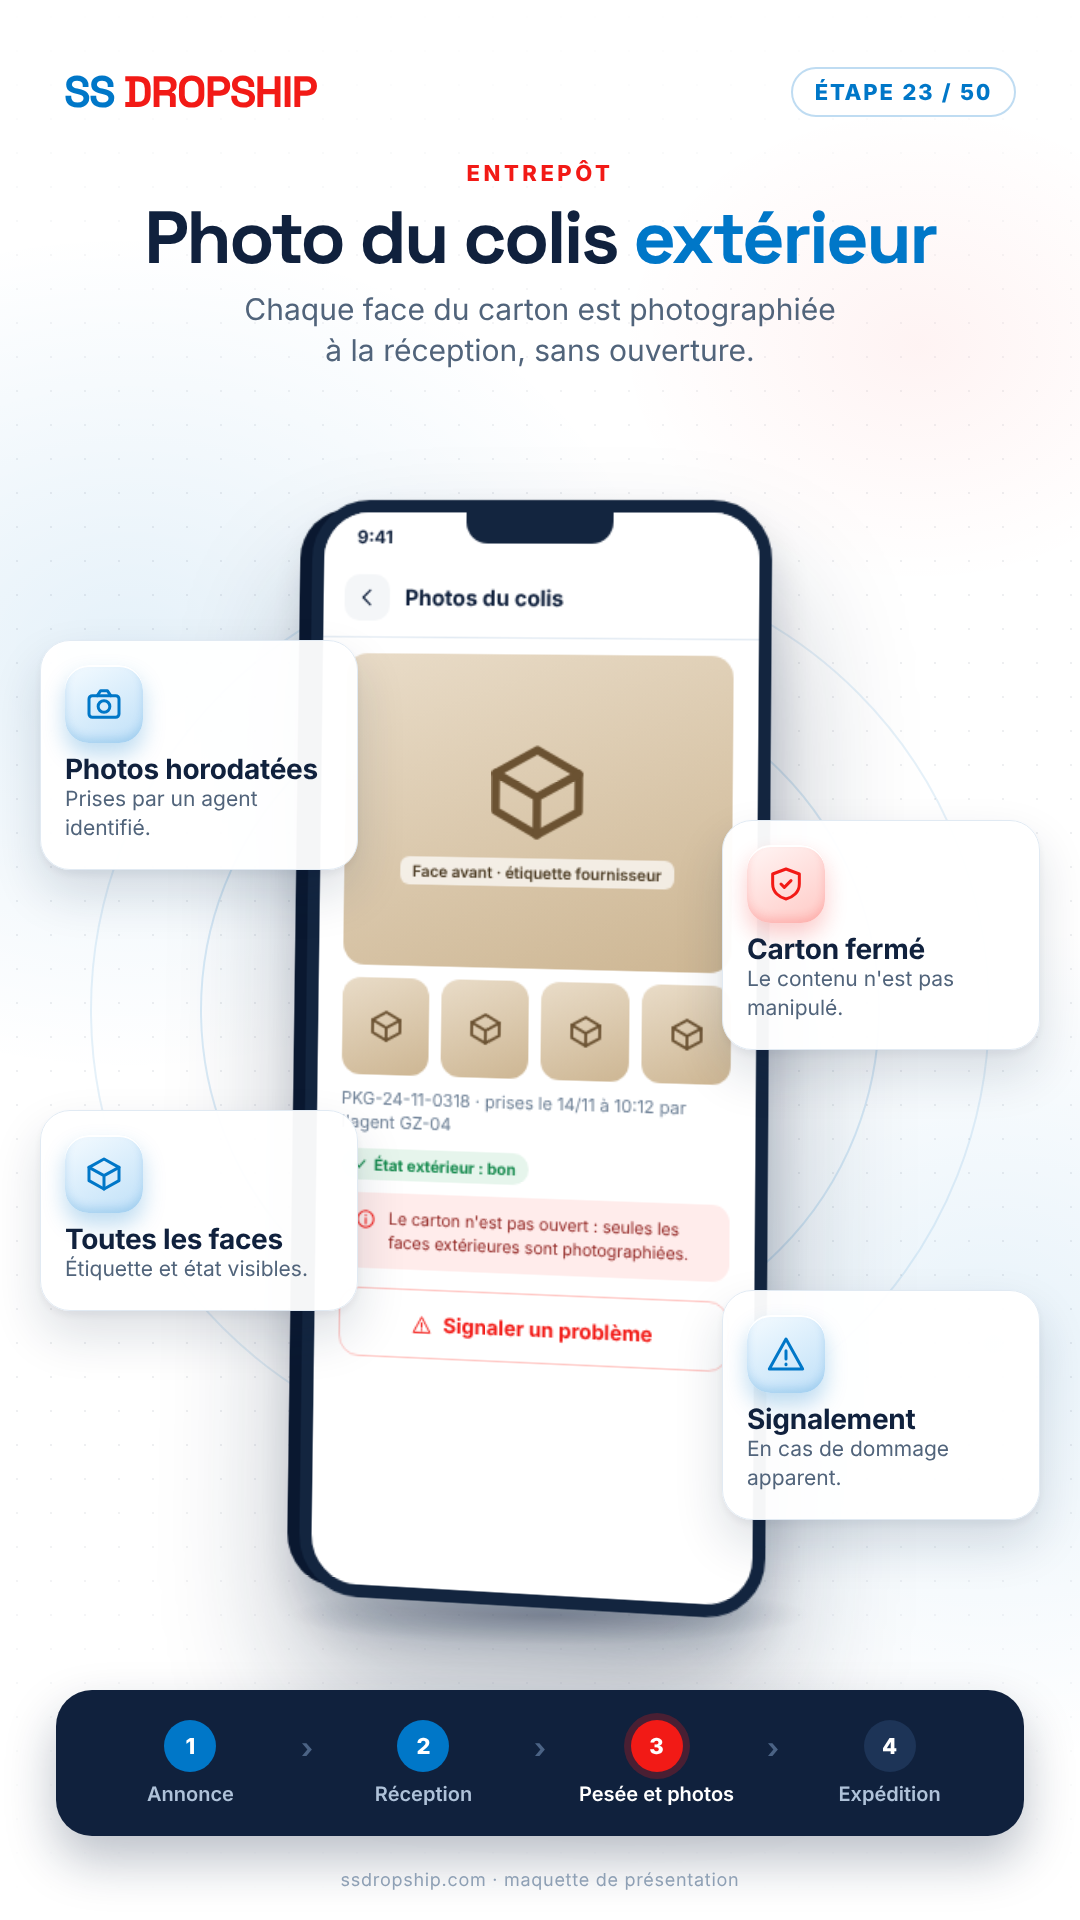 SS DROPSHIP
ÉTAPE 23 / 50
ENTREPÔT
Photo du colis extérieur
Chaque face du carton est photographiée
à la réception, sans ouverture.
9:41
Photos du colis
Face avant · étiquette fournisseur
Photos horodatées
Prises par un agent
identifié.
Carton fermé
Le contenu n'est pas
manipulé.
PKG-24-11-0318 · prises le 14/11 à 10:12 par
l'agent GZ-04
✓ État extérieur : bon
Le carton n'est pas ouvert : seules les
faces extérieures sont photographiées.
Toutes les faces
Étiquette et état visibles.
Signaler un problème
Signalement
En cas de dommage
apparent.
1 › 2 › 3 › 4
Annonce Réception Pesée et photos Expédition
ssdropship.com · maquette de présentation